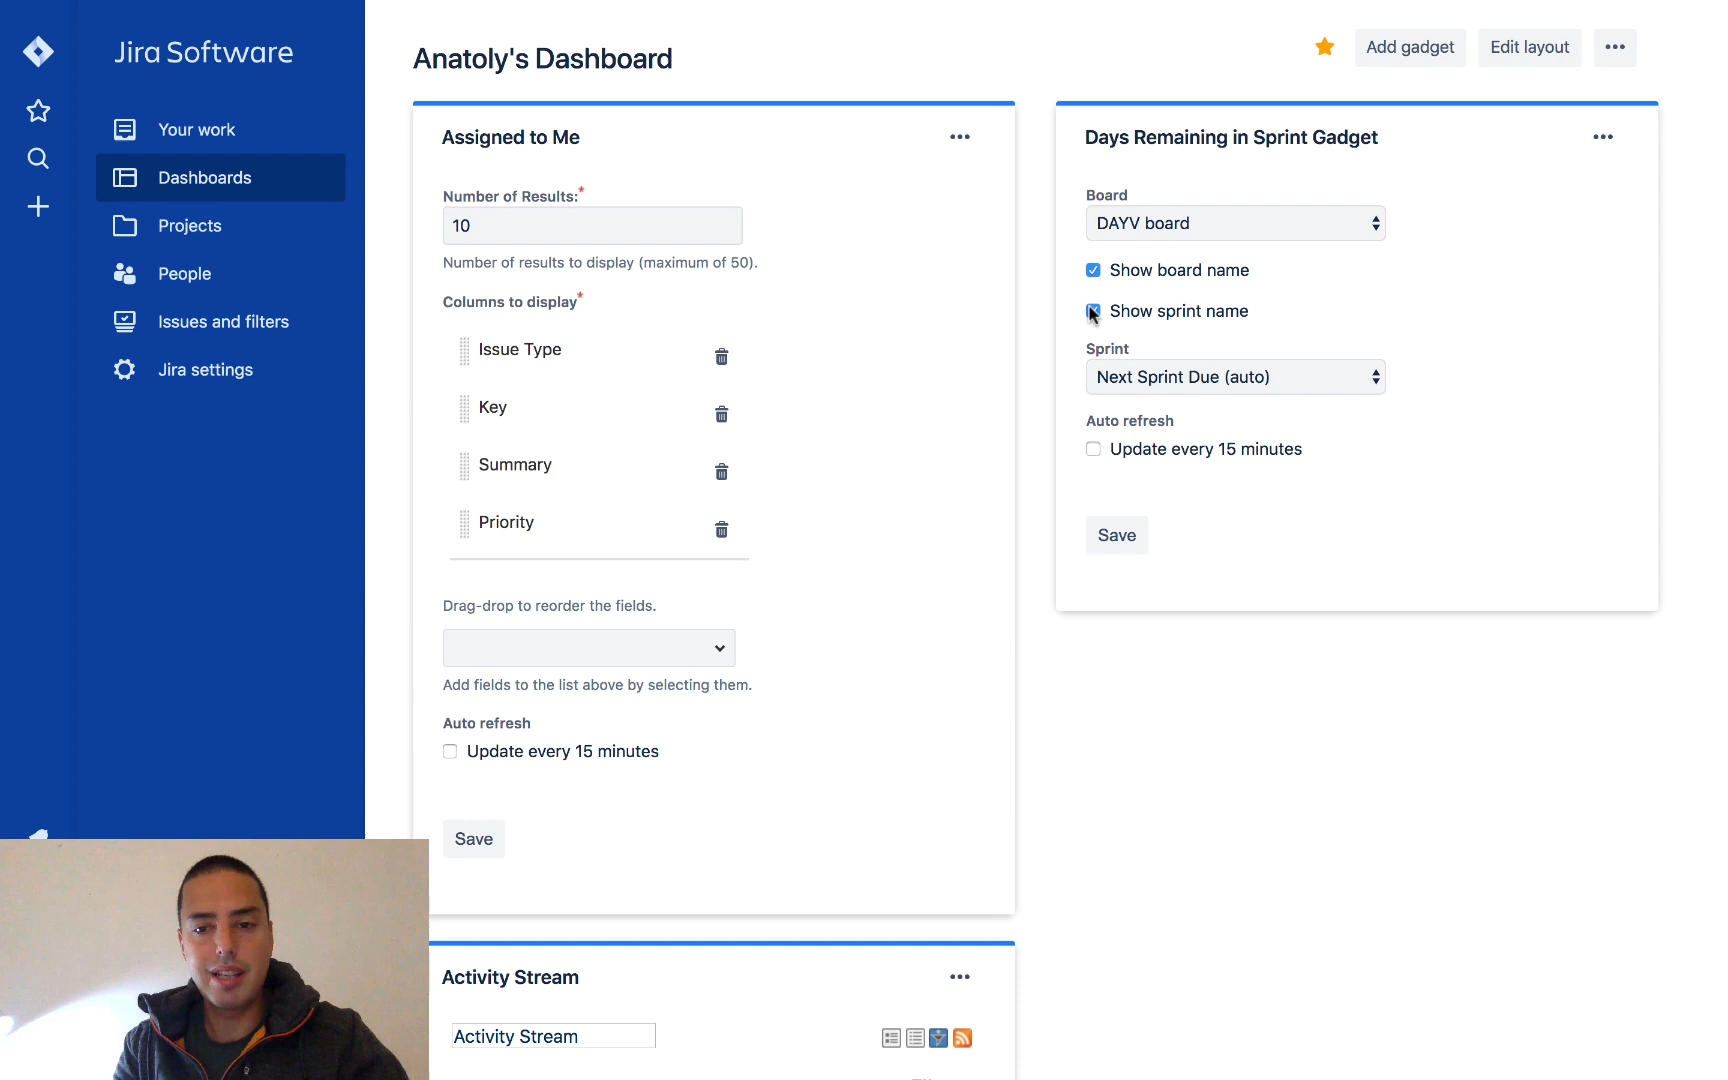 Jira Software
Your work
Dashboards
Projects
People
Issues and filters
Jira settings
Anatoly's Dashboard
Add gadget
Edit layout
Assigned to Me
Number of Results:*
10
Number of results to display (maximum of 50).
Columns to display*
Issue Type
Key
Summary
Priority
Drag-drop to reorder the fields.
Add fields to the list above by selecting them.
Auto refresh
Update every 15 minutes
Save
Activity Stream
Activity Stream
Days Remaining in Sprint Gadget
Board
DAYV board
Show board name
Show sprint name
Sprint
Next Sprint Due (auto)
Auto refresh
Update every 15 minutes
Save